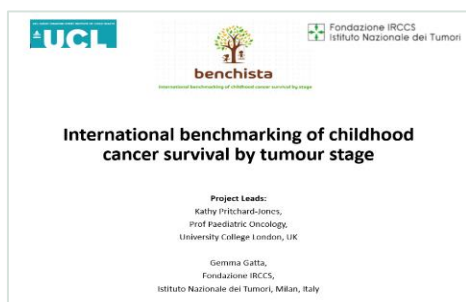 UCL
Fondazione IRCCS
Istituto Nazionale dei Tumori
benchista
International benchmarking of childhood cancer survival by stage
International benchmarking of childhood
cancer survival by tumour stage
Project Leads:
Kathy Pritchard-Jones,
Prof Paediatric Oncology,
University College London, UK
Gemma Gatta,
Fondazione IRCCS,
Istituto Nazionale dei Tumori, Milan, Italy